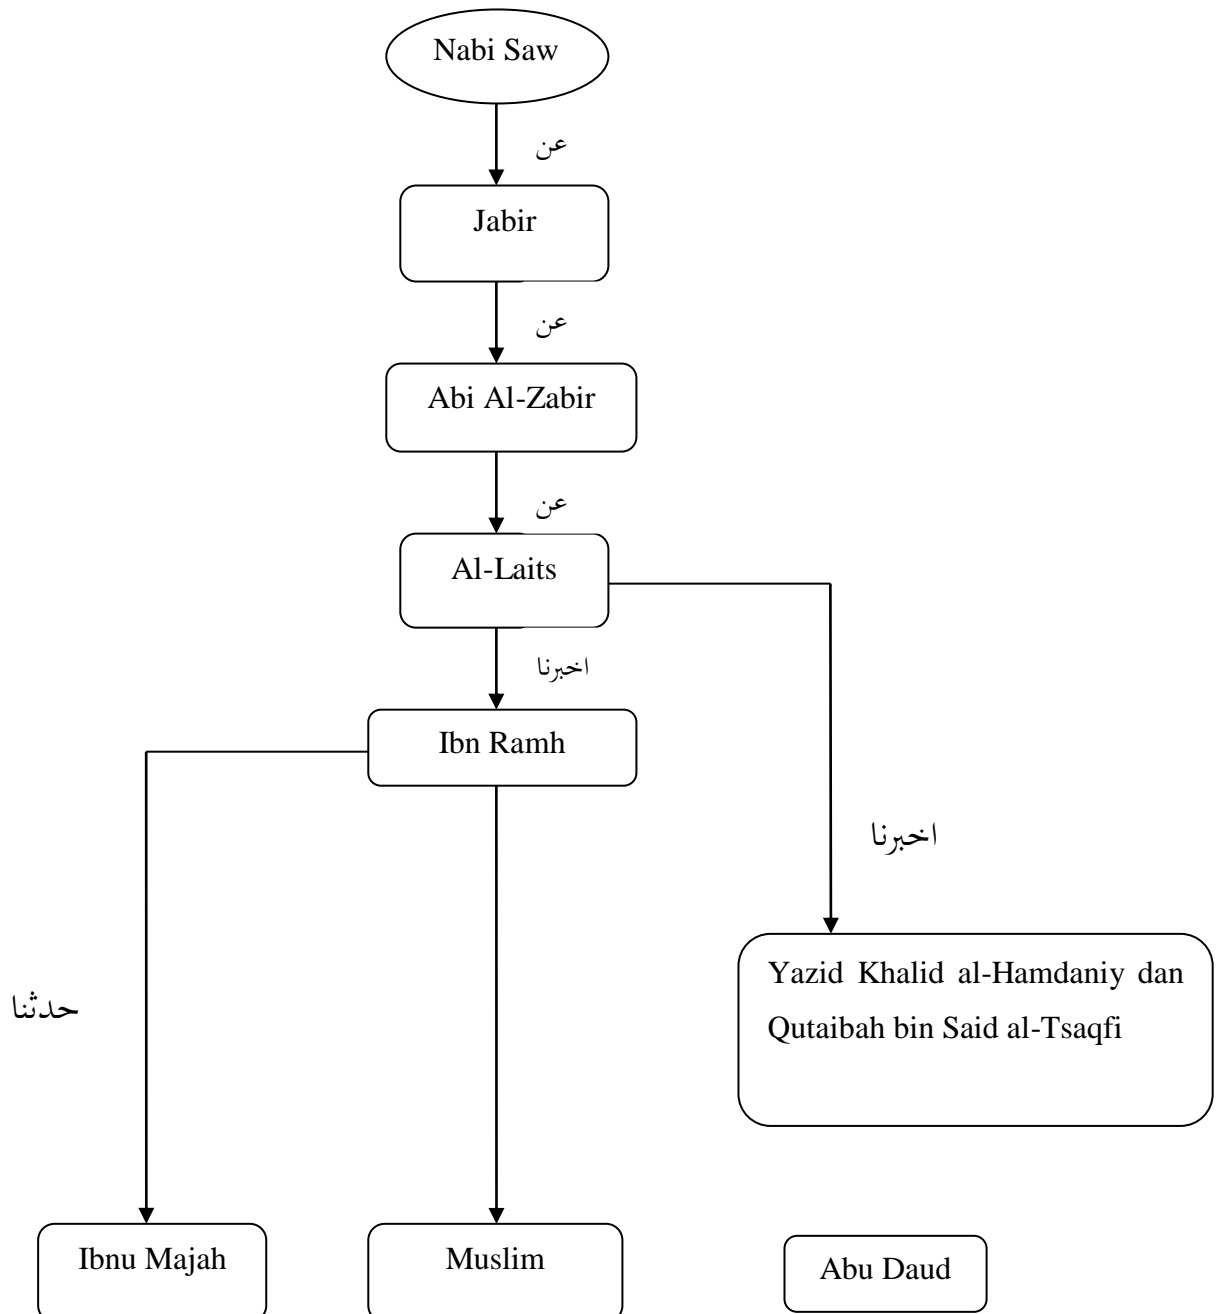 Nabi Saw
عن
Jabir
عن
Abi Al-Zabir
عن
Al-Laits
اخبرنا
Ibn Ramh
اخبرنا
Yazid Khalid al-Hamdaniy dan
Qutaibah bin Said al-Tsaqfi
حدثنا
Ibnu Majah
Muslim
Abu Daud